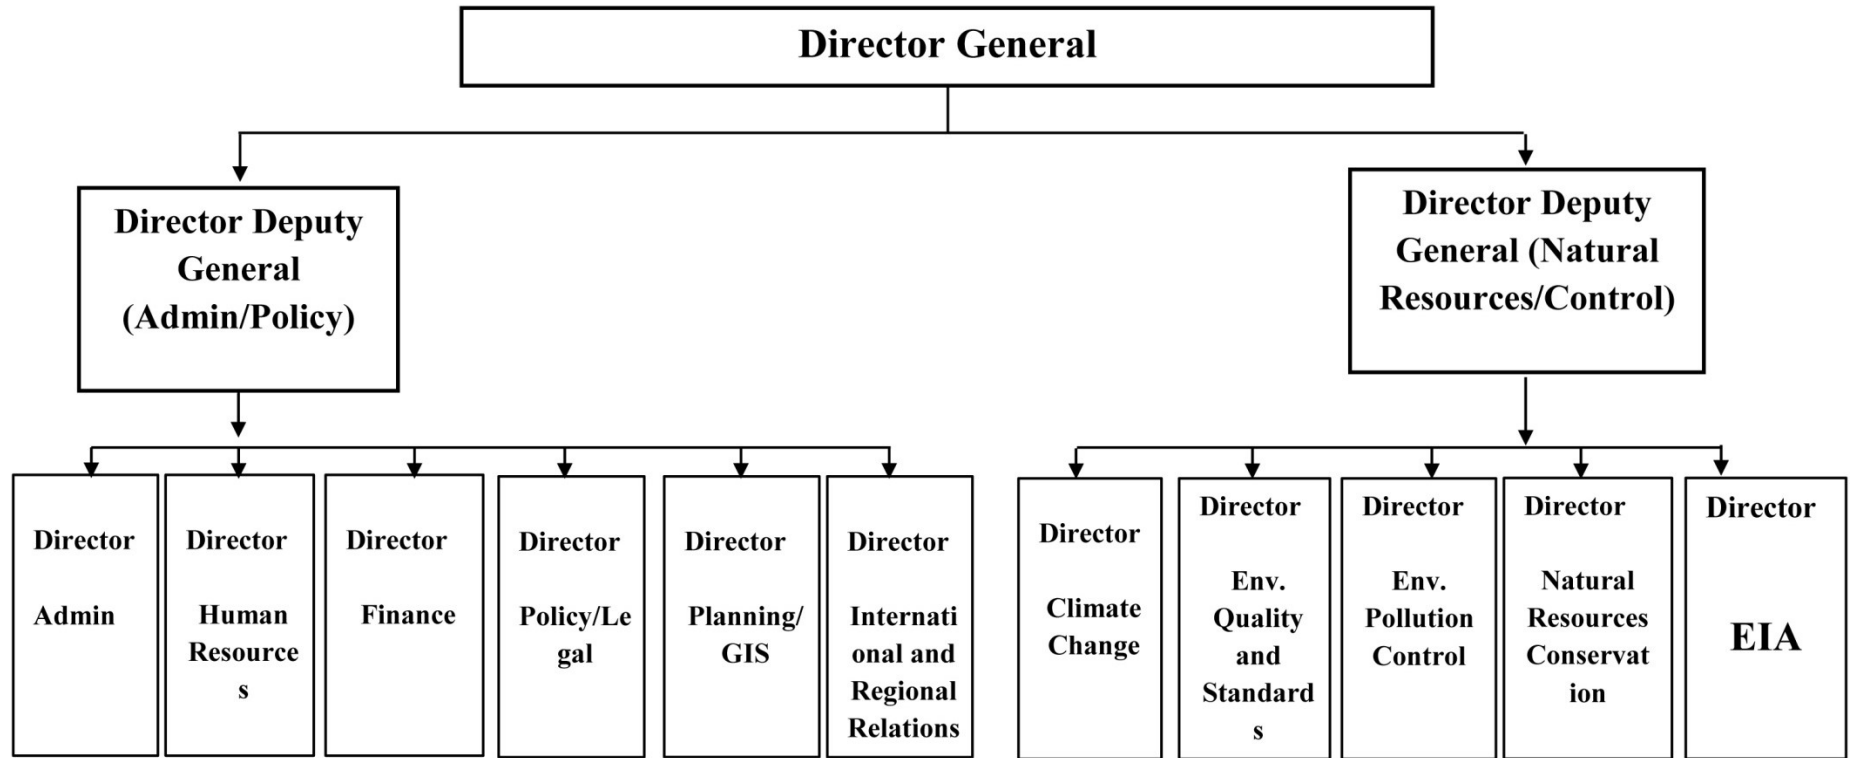 Director General
Director Deputy
General
(Admin/Policy)
Director Deputy
General (Natural
Resources/Control)
Director
Admin
Director
Human
Resource
s
Director
Finance
Director
Policy/Le
gal
Director
Planning/
GIS
Director
Internati
onal and
Regional
Relations
Director
Climate
Change
Director
Env.
Quality
and
Standard
s
Director
Env.
Pollution
Control
Director
Natural
Resources
Conservat
ion
Director
EIA